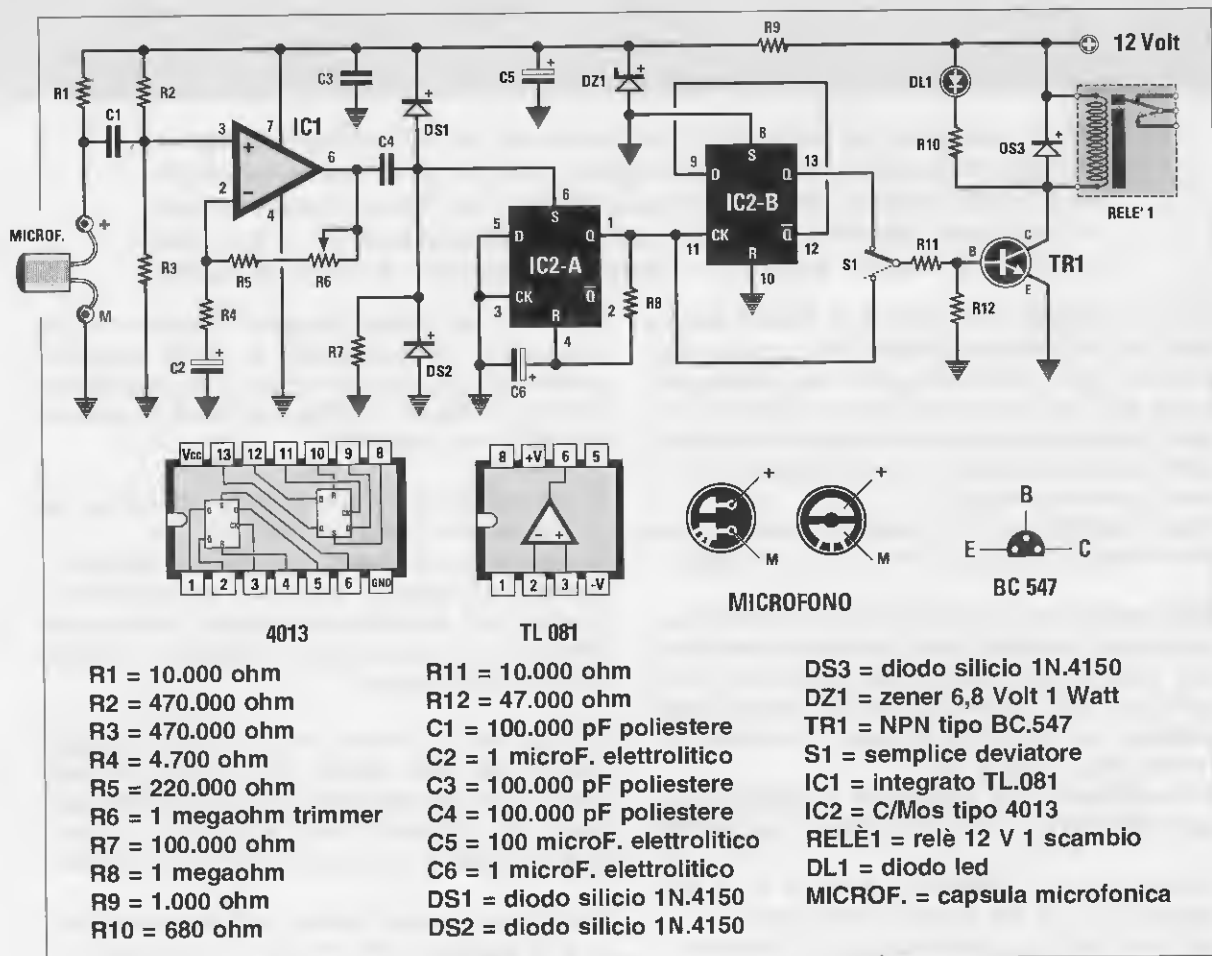 R9
12 Volt
R1
R2
C3
C5
DZ1
DL1
C1
IC1
DS1
8
R10
DS3
3
7
+
6
C4
9
D
S
Q
13
2
−
4
6
IC2-B
RELE' 1
MICROF.
+
5
D
S
Q
1
11
CK
Q
12
S1
R11
B
C
TR1
R3
R5
R6
IC2-A
R
10
E
M
CK
3
Q
2
R8
R12
R4
R
4
R7
C2
C6
DS2
Vcc 13 12 11 10 9 8
1 2 3 4 5 6 GND
4013
8 +V 6 5
− +
1 2 3 -V
TL 081
+
M
+
M
MICROFONO
B
E C
BC 547
R1 = 10.000 ohm
R2 = 470.000 ohm
R3 = 470.000 ohm
R4 = 4.700 ohm
R5 = 220.000 ohm
R6 = 1 megaohm trimmer
R7 = 100.000 ohm
R8 = 1 megaohm
R9 = 1.000 ohm
R10 = 680 ohm
R11 = 10.000 ohm
R12 = 47.000 ohm
C1 = 100.000 pF poliestere
C2 = 1 microF. elettrolitico
C3 = 100.000 pF poliestere
C4 = 100.000 pF poliestere
C5 = 100 microF. elettrolitico
C6 = 1 microF. elettrolitico
DS1 = diodo silicio 1N.4150
DS2 = diodo silicio 1N.4150
DS3 = diodo silicio 1N.4150
DZ1 = zener 6,8 Volt 1 Watt
TR1 = NPN tipo BC.547
S1 = semplice deviatore
IC1 = integrato TL.081
IC2 = C/Mos tipo 4013
RELÈ1 = relè 12 V 1 scambio
DL1 = diodo led
MICROF. = capsula microfonica